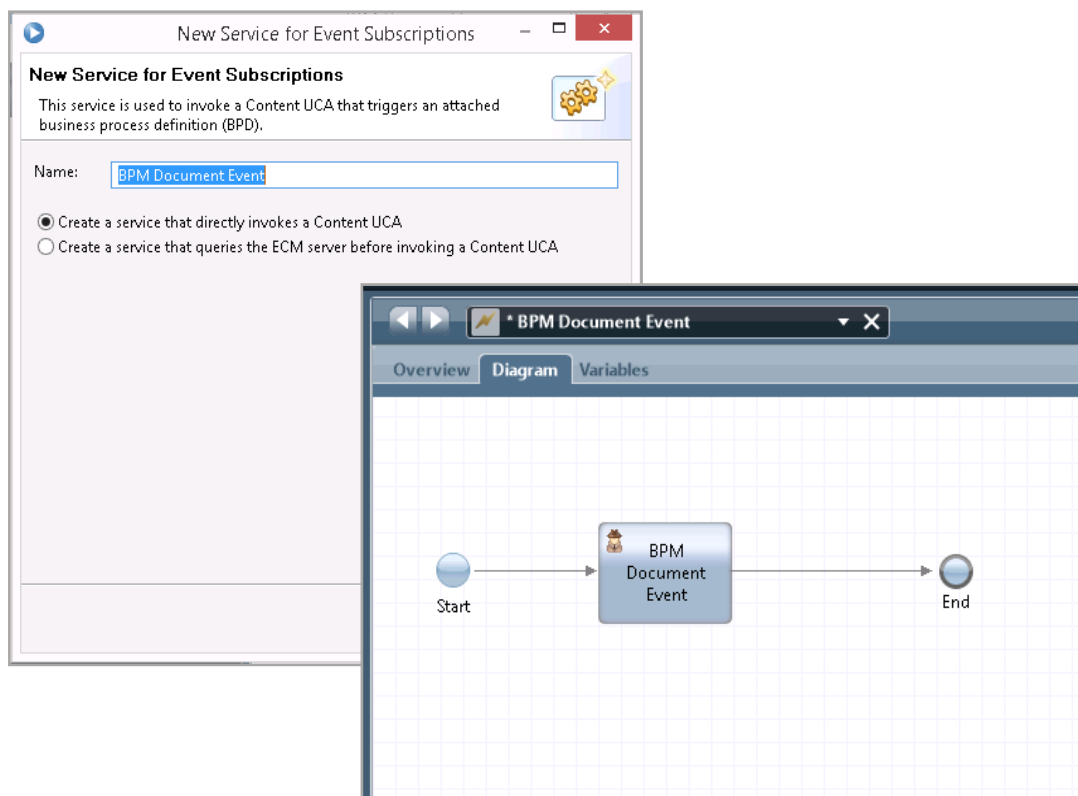 New Service for Event Subscriptions
New Service for Event Subscriptions
This service is used to invoke a Content UCA that triggers an attached
business process definition (BPD).
Name:
BPM Document Event
Create a service that directly invokes a Content UCA
Create a service that queries the ECM server before invoking a Content UCA
* BPM Document Event
Overview
Diagram
Variables
BPM
Document
Event
Start
End